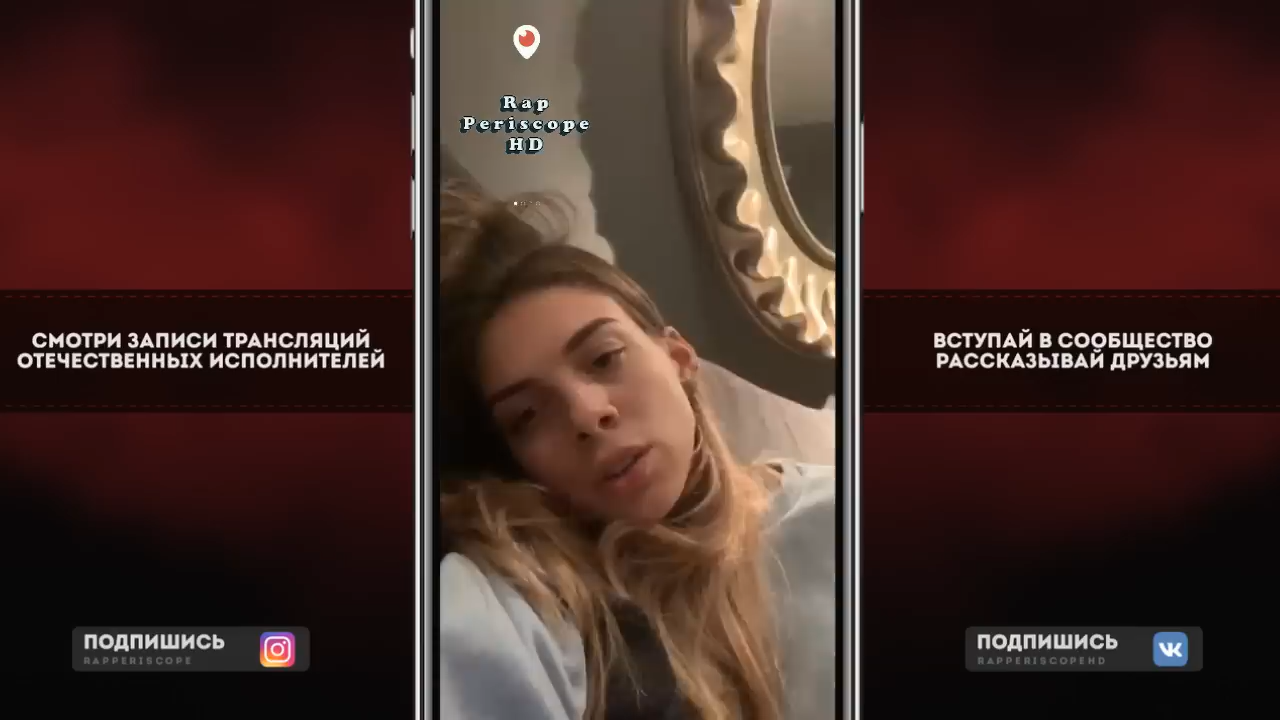 Rap
Periscope
HD
СМОТРИ ЗАПИСИ ТРАНСЛЯЦИЙ
ОТЕЧЕСТВЕННЫХ ИСПОЛНИТЕЛЕЙ
ВСТУПАЙ В СООБЩЕСТВО
РАССКАЗЫВАЙ ДРУЗЬЯМ
ПОДПИШИСЬ
RAPPERISCOPE
ПОДПИШИСЬ
RAPPERISCOPEHD